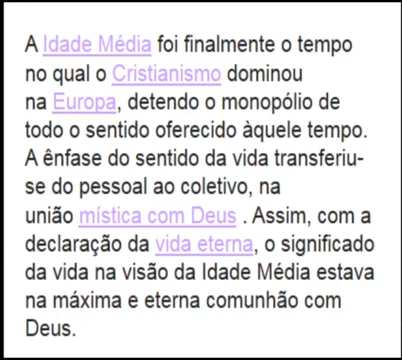 A Idade Média foi finalmente o tempo
no qual o Cristianismo dominou
na Europa, detendo o monopólio de
todo o sentido oferecido àquele tempo.
A ênfase do sentido da vida transferiu-
se do pessoal ao coletivo, na
união mística com Deus . Assim, com a
declaração da vida eterna, o significado
da vida na visão da Idade Média estava
na máxima e eterna comunhão com
Deus.